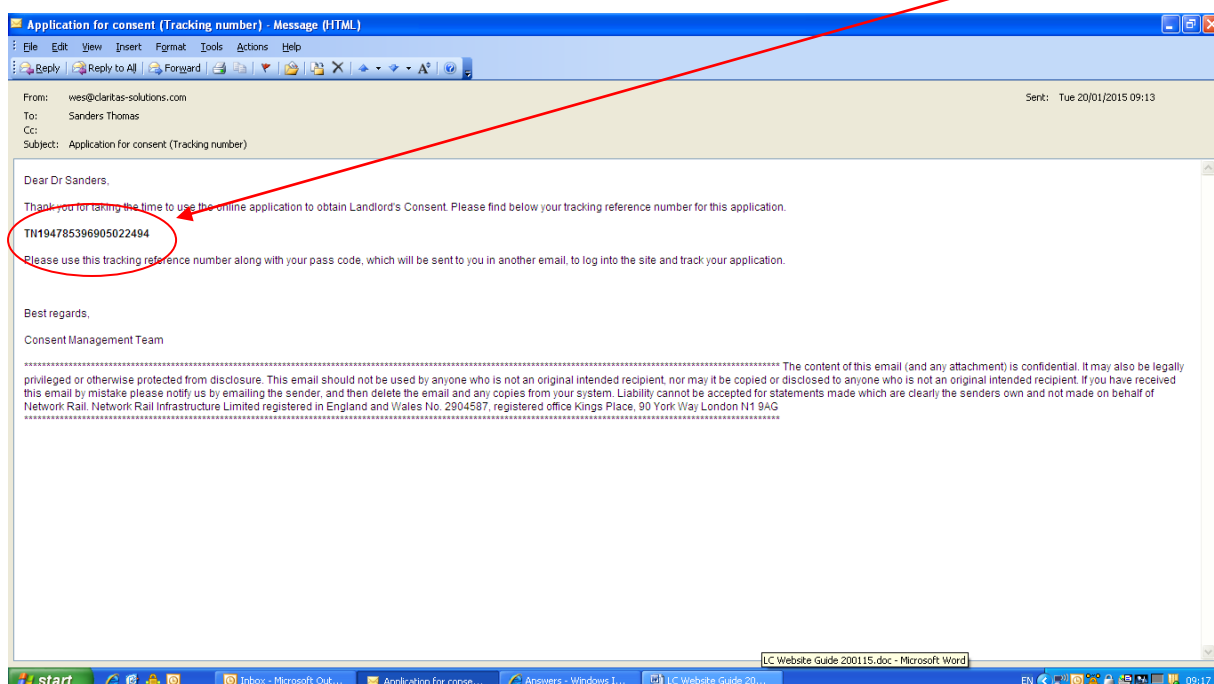 Application for consent (Tracking number) - Message (HTML)
File Edit View Insert Format Tools Actions Help
Reply Reply to All Forward
From: wes@claritas-solutions.com Sent: Tue 20/01/2015 09:13
To: Sanders Thomas
Cc:
Subject: Application for consent (Tracking number)
Dear Dr Sanders,
Thank you for taking the time to use the online application to obtain Landlord's Consent. Please find below your tracking reference number for this application.
TN194785396905022494
Please use this tracking reference number along with your pass code, which will be sent to you in another email, to log into the site and track your application.
Best regards,
Consent Management Team
******************************************************************************************************************************************************** The content of this email (and any attachment) is confidential. It may also be legally
privileged or otherwise protected from disclosure. This email should not be used by anyone who is not an original intended recipient, nor may it be copied or disclosed to anyone who is not an original intended recipient. If you have received
this email by mistake please notify us by emailing the sender, and then delete the email and any copies from your system. Liability cannot be accepted for statements made which are clearly the senders own and not made on behalf of
Network Rail. Network Rail Infrastructure Limited registered in England and Wales No. 2904587, registered office Kings Place, 90 York Way London N1 9AG
********************************************************************************************************************************************************
LC Website Guide 200115.doc - Microsoft Word
start Inbox - Microsoft Out... Application for conse... Answers - Windows I... LC Website Guide 20... EN 09:17